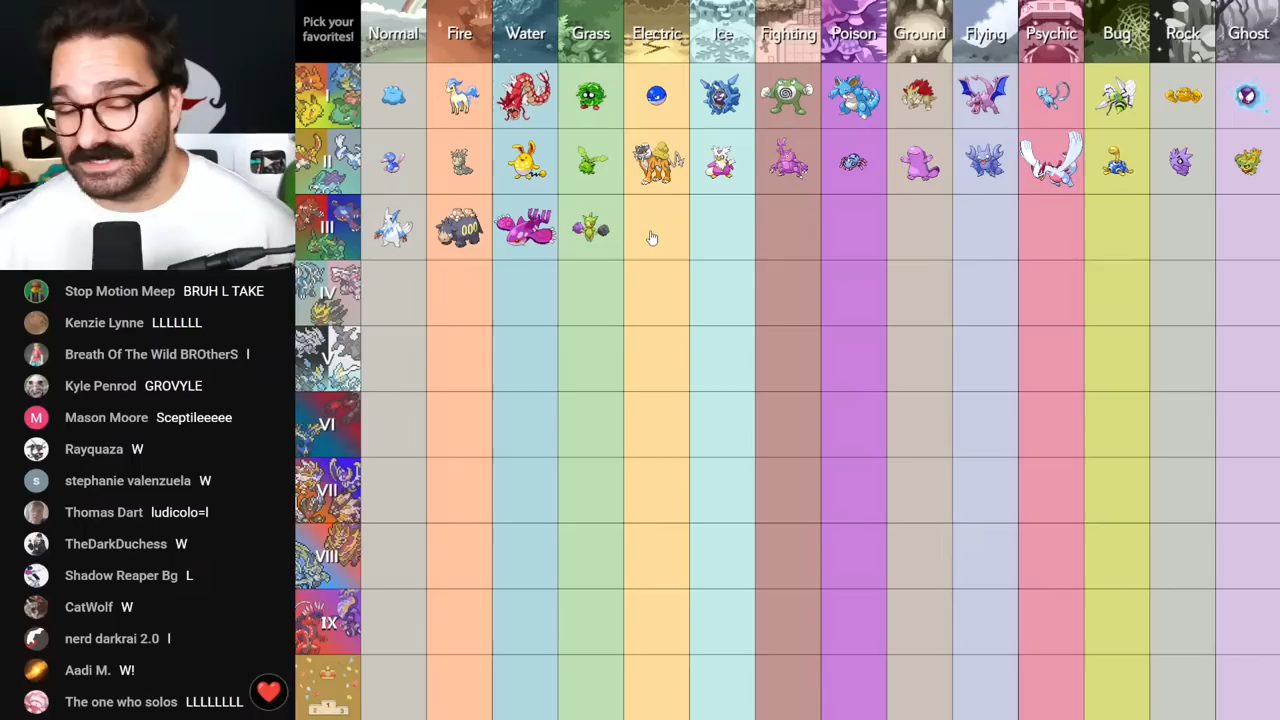 Pick your
favorites!
Normal
Fire
Water
Grass
Electric
Ice
Fighting
Poison
Ground
Flying
Psychic
Bug
Rock
Ghost
I
II
III
IV
V
VI
VII
VIII
IX
2 1 3
Stop Motion Meep BRUH L TAKE
Kenzie Lynne LLLLLLL
Breath Of The Wild BROtherS l
Kyle Penrod GROVYLE
M Mason Moore Sceptileeeee
Rayquaza W
s stephanie valenzuela W
Thomas Dart ludicolo=l
TheDarkDuchess W
Shadow Reaper Bg L
CatWolf W
nerd darkrai 2.0 l
Aadi M. W!
The one who solos LLLLLLLL